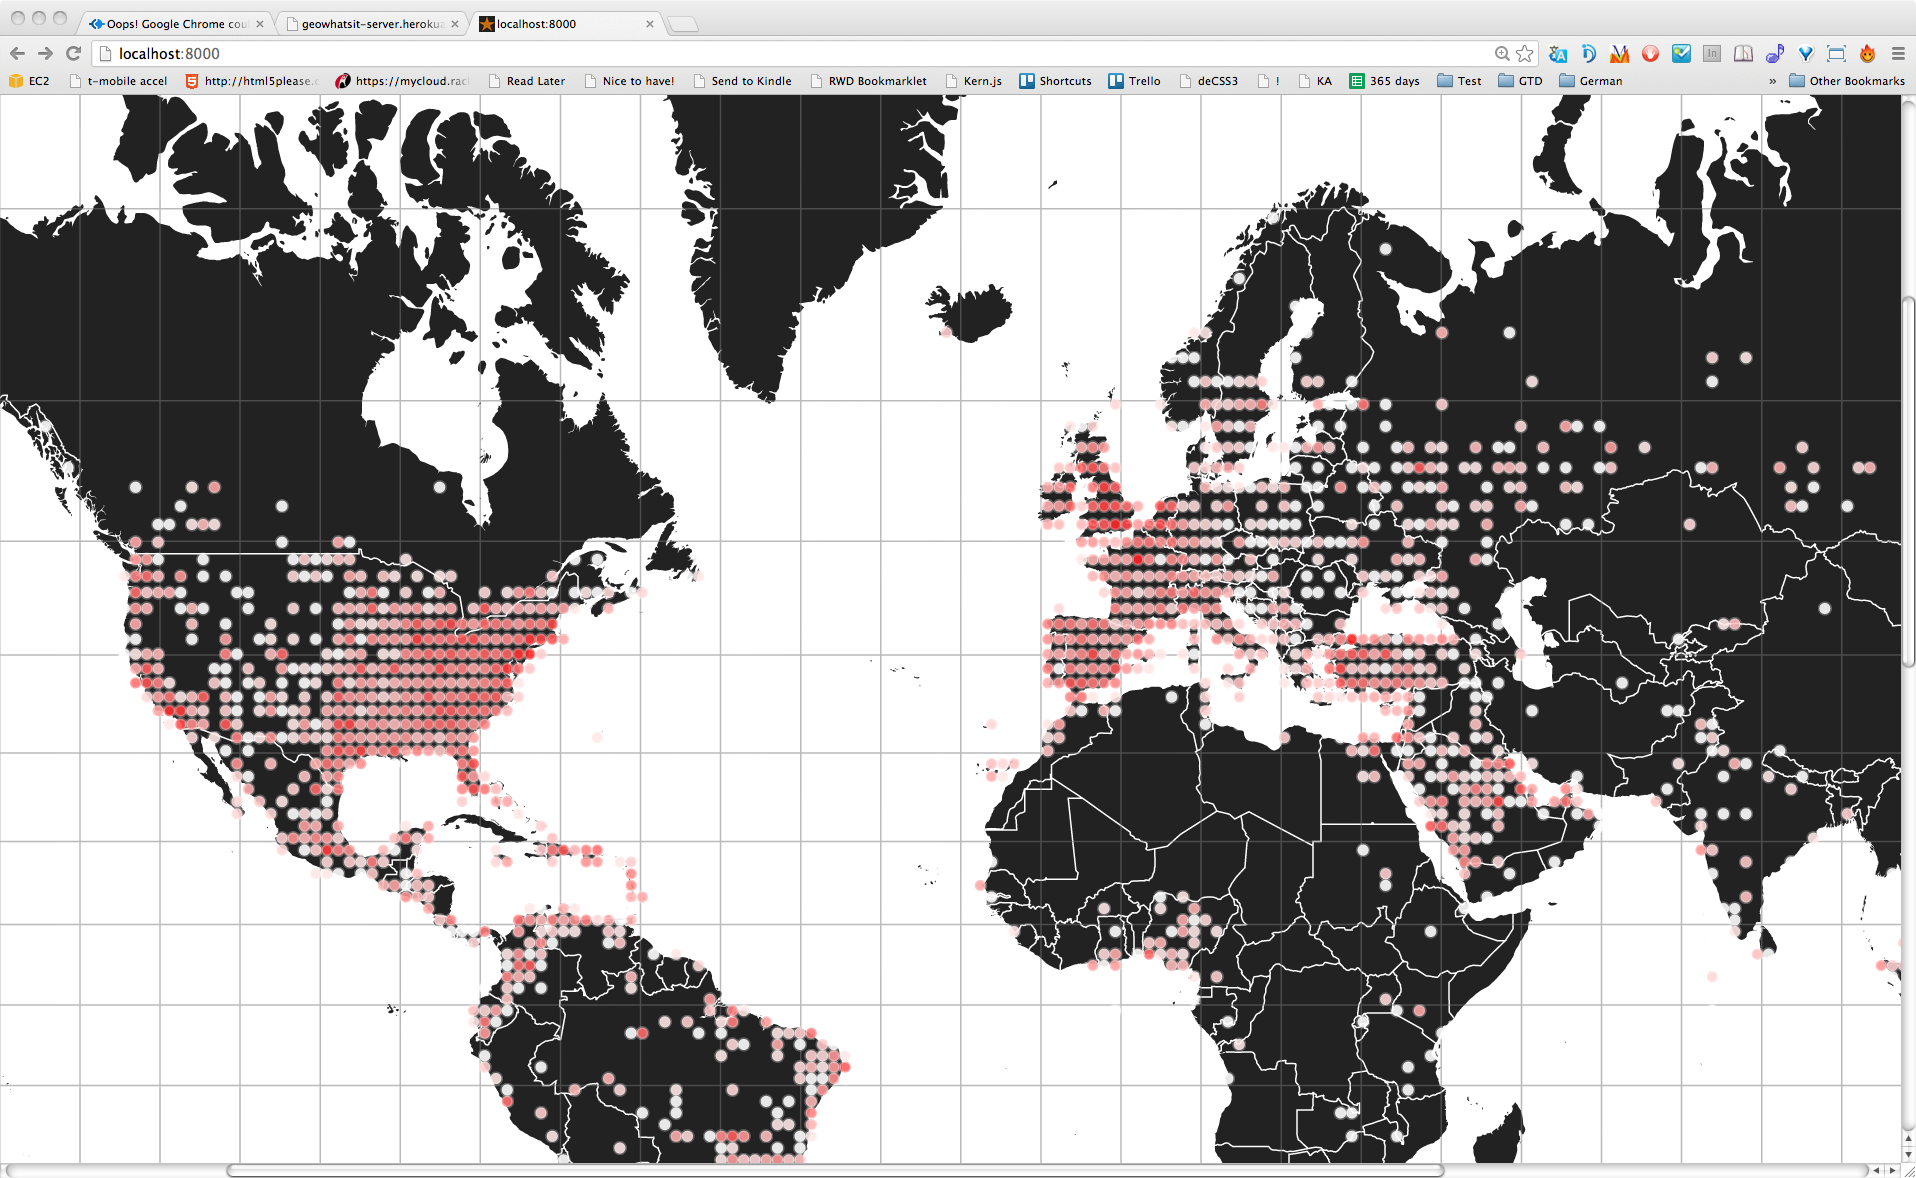 Oops! Google Chrome cou
geowhatsit-server.heroku
localhost:8000
localhost:8000
EC2 t-mobile accel http://html5please. https://mycloud.rac Read Later Nice to have! Send to Kindle RWD Bookmarklet Kern.js Shortcuts Trello deCSS3 ! KA 365 days Test GTD German » Other Bookmarks